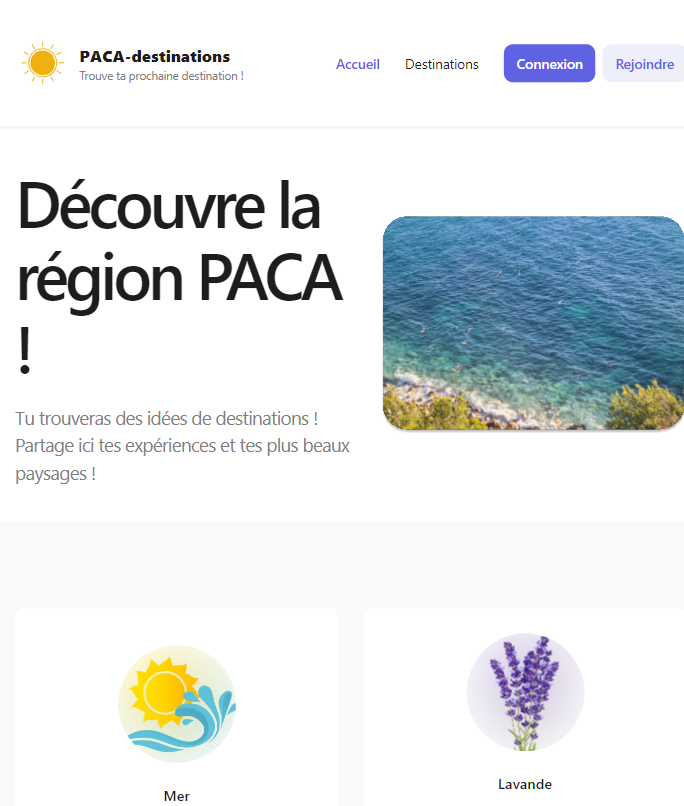 PACA-destinations
Trouve ta prochaine destination !
Accueil
Destinations
Connexion
Rejoindre
Découvre la
région PACA
!
Tu trouveras des idées de destinations !
Partage ici tes expériences et tes plus beaux
paysages !
Mer
Lavande